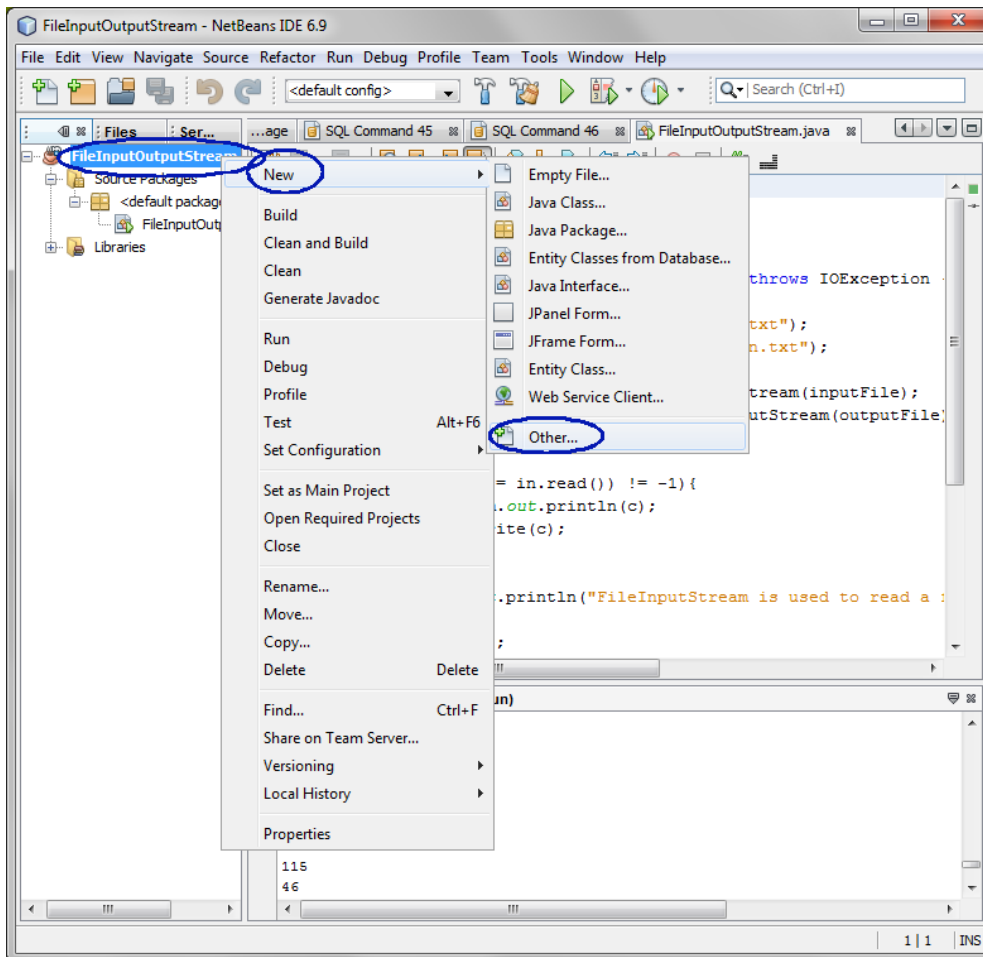 FileInputOutputStream - NetBeans IDE 6.9
File Edit View Navigate Source Refactor Run Debug Profile Team Tools Window Help
<default config>
Search (Ctrl+I)
Files
Ser...
...age
SQL Command 45
SQL Command 46
FileInputOutputStream.java
FileInputOutputStream
Source Packages
<default packag
FileInputOutp
Libraries
New
Build
Clean and Build
Clean
Generate Javadoc
Run
Debug
Profile
Test Alt+F6
Set Configuration
Set as Main Project
Open Required Projects
Close
Rename...
Move...
Copy...
Delete Delete
Find... Ctrl+F
Share on Team Server...
Versioning
Local History
Properties
Empty File...
Java Class...
Java Package...
Entity Classes from Database...
Java Interface...
JPanel Form...
JFrame Form...
Entity Class...
Web Service Client...
Other...
throws IOException
txt");
n.txt");
tream(inputFile);
utStream(outputFile)
= in.read()) != -1){
.out.println(c);
ite(c);
.println("FileInputStream is used to read a
;
un)
115
46
1|1 INS